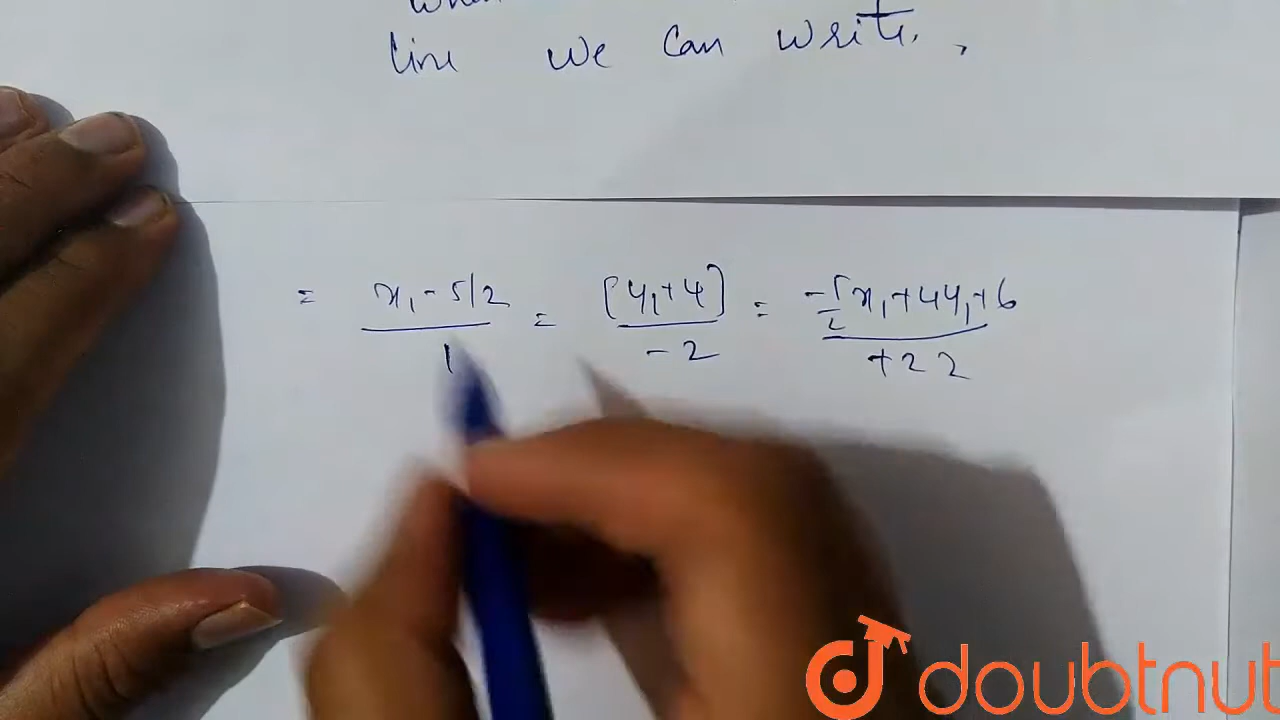 line we can write,
= x₁ - 5/2 / 1 = [y₁+4] / -2 = -5/2 x₁ + 4y₁ + 6 / +22
doubtnut